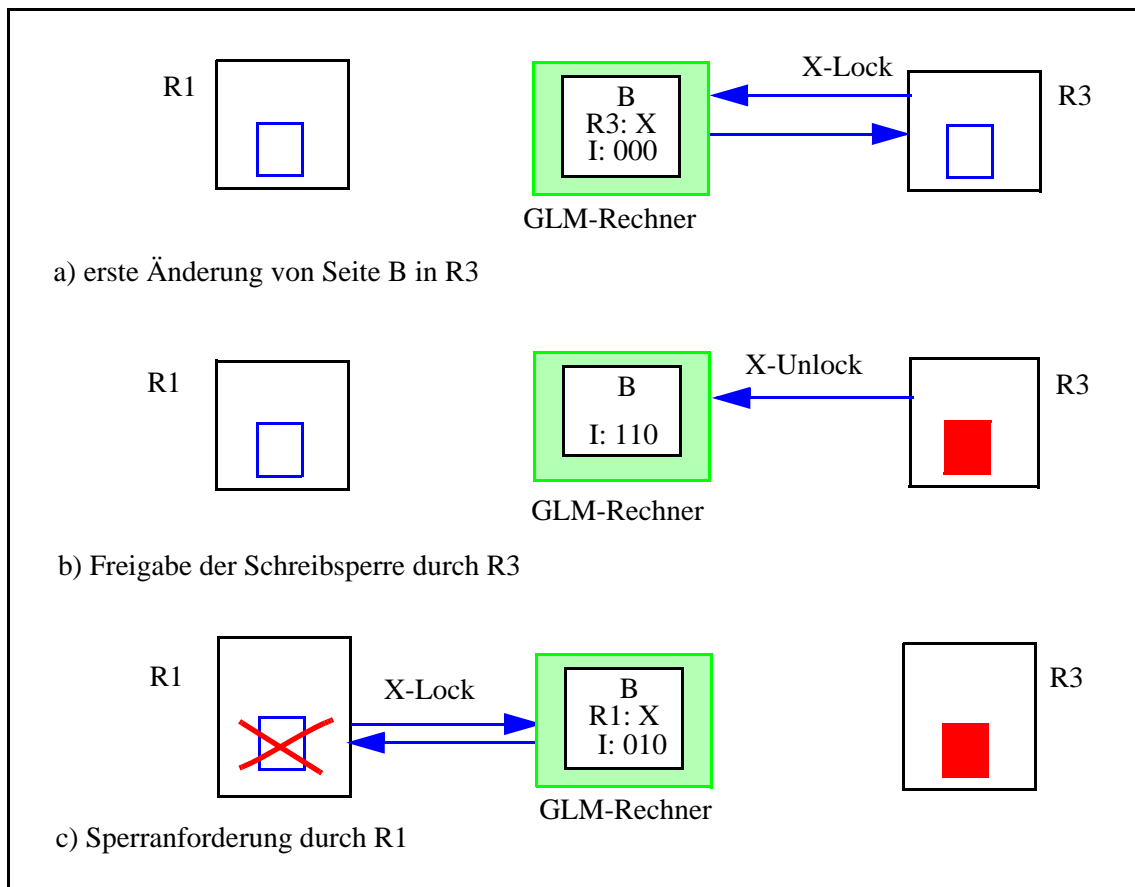 R1
X-Lock
R3
B
R3: X
I: 000
GLM-Rechner
a) erste Änderung von Seite B in R3
R1
X-Unlock
R3
B
I: 110
GLM-Rechner
b) Freigabe der Schreibsperre durch R3
R1
X-Lock
R3
B
R1: X
I: 010
GLM-Rechner
c) Sperranforderung durch R1